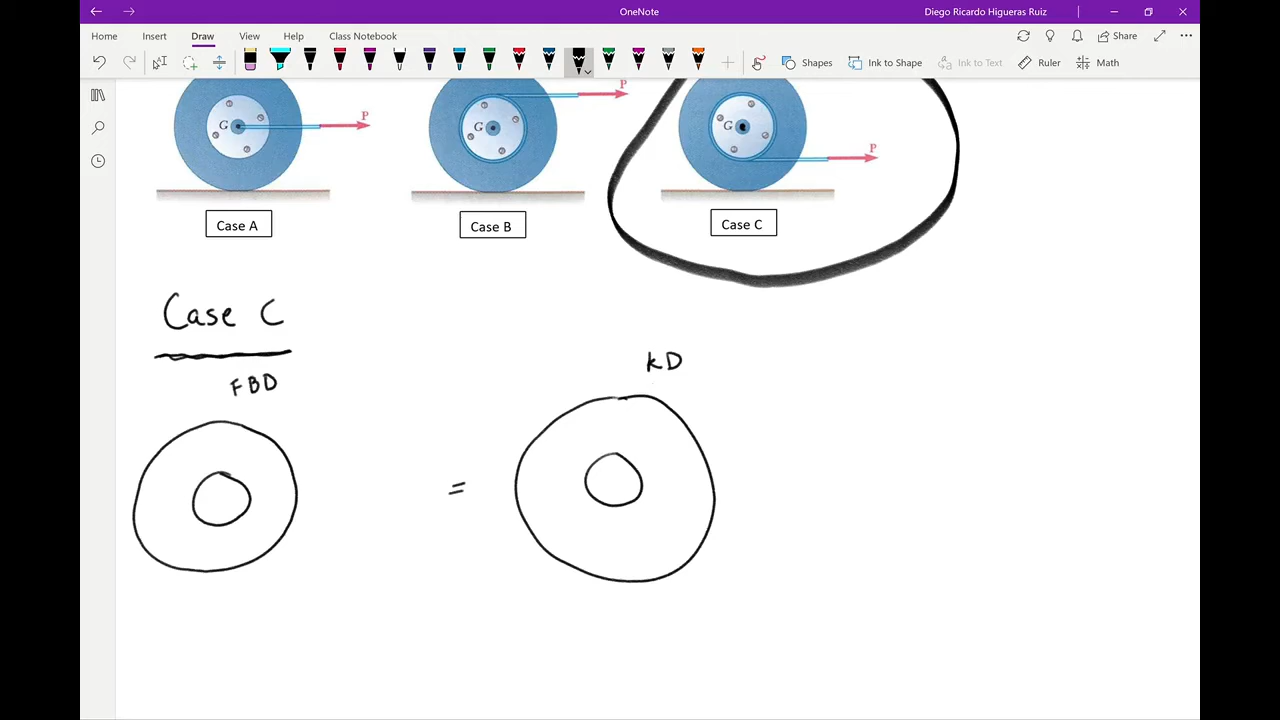 OneNote
Diego Ricardo Higueras Ruiz
Home Insert Draw View Help Class Notebook
Share
Shapes Ink to Shape Ink to Text Ruler Math
G P
G P
G P
Case A
Case B
Case C
Case C
FBD
KD
=